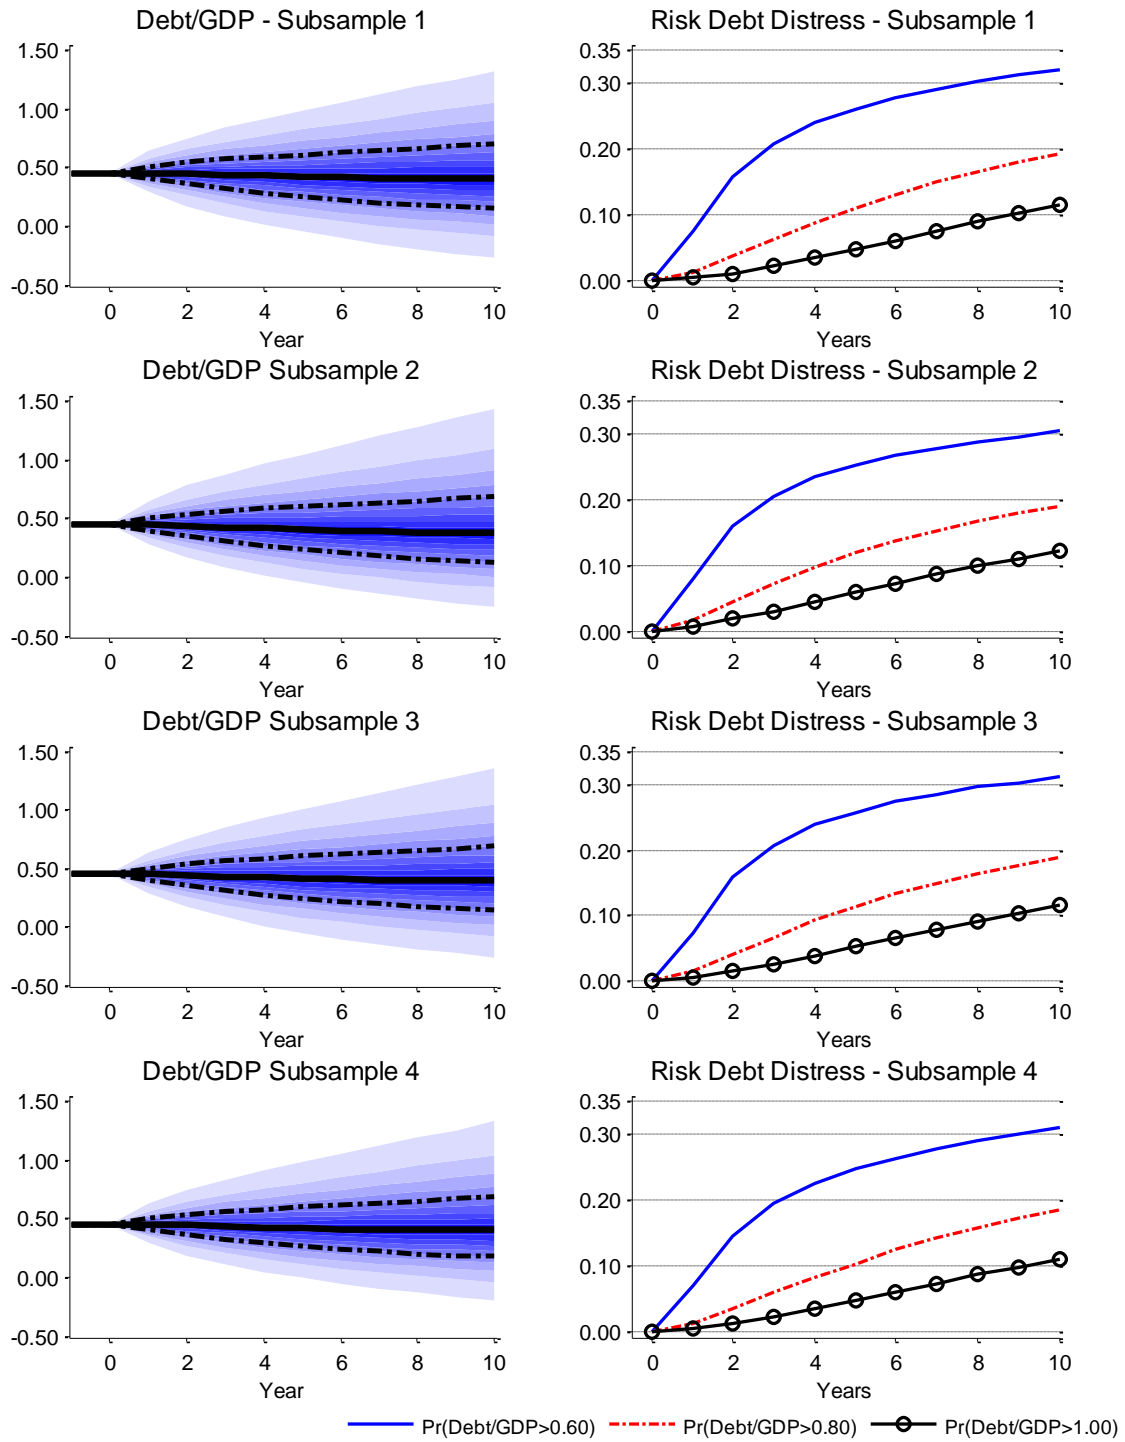 Debt/GDP - Subsample 1
1.50
1.00
0.50
0.00
-0.50
0 2 4 6 8 10
Year
Risk Debt Distress - Subsample 1
0.35
0.30
0.20
0.10
0.00
0 2 4 6 8 10
Years
Debt/GDP Subsample 2
1.50
1.00
0.50
0.00
-0.50
0 2 4 6 8 10
Year
Risk Debt Distress - Subsample 2
0.35
0.30
0.20
0.10
0.00
0 2 4 6 8 10
Years
Debt/GDP Subsample 3
1.50
1.00
0.50
0.00
-0.50
0 2 4 6 8 10
Year
Risk Debt Distress - Subsample 3
0.35
0.30
0.20
0.10
0.00
0 2 4 6 8 10
Years
Debt/GDP Subsample 4
1.50
1.00
0.50
0.00
-0.50
0 2 4 6 8 10
Year
Risk Debt Distress - Subsample 4
0.35
0.30
0.20
0.10
0.00
0 2 4 6 8 10
Years
Pr(Debt/GDP>0.60) Pr(Debt/GDP>0.80) Pr(Debt/GDP>1.00)